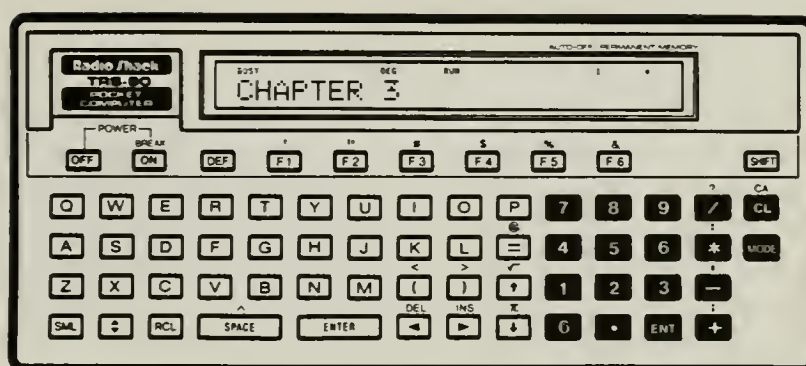 AUTO-OFF PERMANENT MEMORY
Radio Shack
TRS-80
POCKET
COMPUTER
BUSY DEG RUN I
CHAPTER 3
POWER
BREAK
! " # $ % &
OFF ON DEF F1 F2 F3 F4 F5 F6 SHIFT
? CA
Q W E R T Y U I O P 7 8 9 / CL
@ :
A S D F G H J K L = 4 5 6 * MODE
< > √
Z X C V B N M ( ) ↑ 1 2 3 −
^ DEL INS π ;
SML ⬍ RCL SPACE ENTER ◄ ► ↓ 0 • ENT +